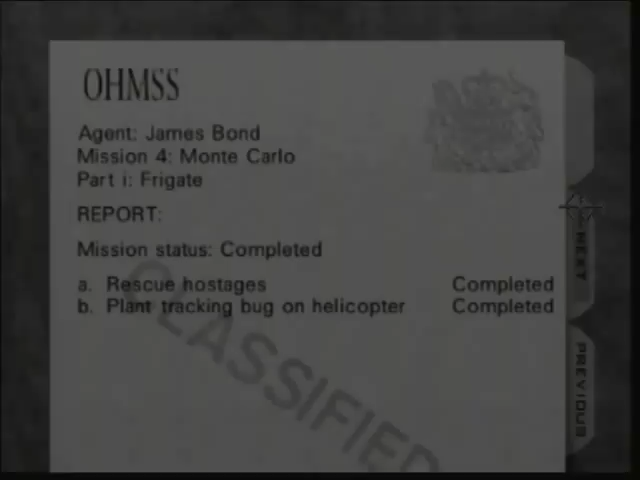 OHMSS
Agent: James Bond
Mission 4: Monte Carlo
Part i: Frigate
REPORT:
Mission status: Completed
a. Rescue hostages Completed
b. Plant tracking bug on helicopter Completed
CLASSIFIED
NEXT
PREVIOUS